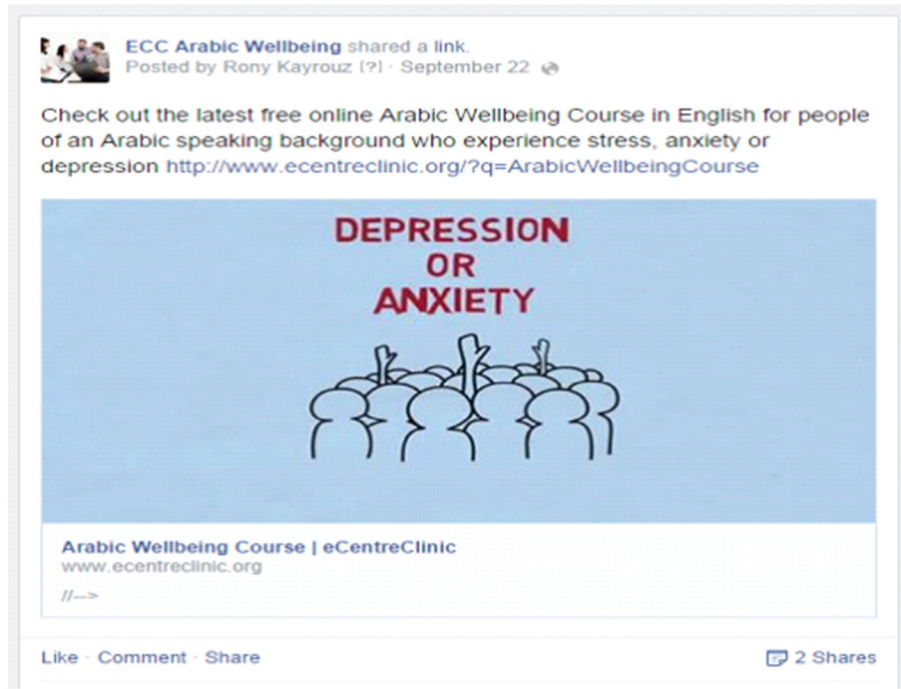 ECC Arabic Wellbeing shared a link.
Posted by Rony Kayrouz [?] · September 22
Check out the latest free online Arabic Wellbeing Course in English for people
of an Arabic speaking background who experience stress, anxiety or
depression http://www.ecentreclinic.org/?q=ArabicWellbeingCourse
DEPRESSION
OR
ANXIETY
Arabic Wellbeing Course | eCentreClinic
www.ecentreclinic.org
//-->
Like · Comment · Share 2 Shares